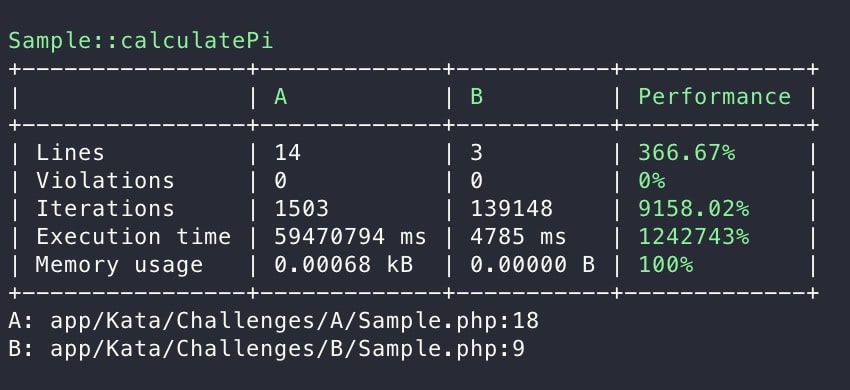 Sample::calculatePi
+----------------+-------------+-----------+-------------+
|                | A           | B         | Performance |
+----------------+-------------+-----------+-------------+
| Lines          | 14          | 3         | 366.67%     |
| Violations     | 0           | 0         | 0%          |
| Iterations     | 1503        | 139148    | 9158.02%    |
| Execution time | 59470794 ms | 4785 ms   | 1242743%    |
| Memory usage   | 0.00068 kB  | 0.00000 B | 100%        |
+----------------+-------------+-----------+-------------+
A: app/Kata/Challenges/A/Sample.php:18
B: app/Kata/Challenges/B/Sample.php:9